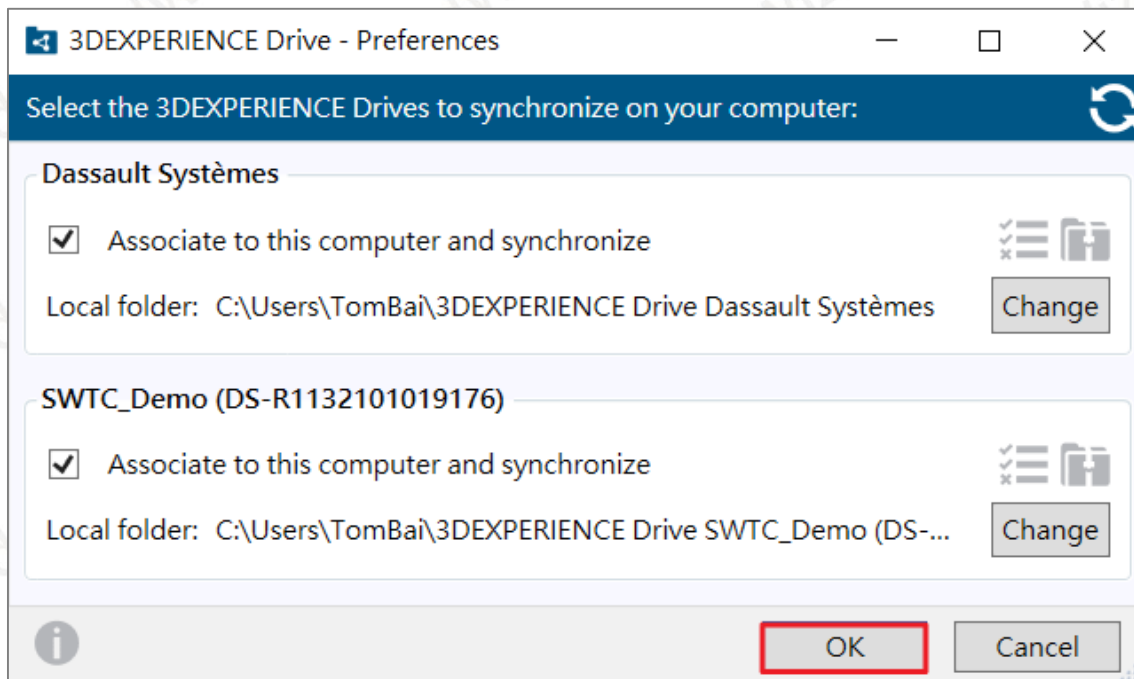 3DEXPERIENCE Drive - Preferences
Select the 3DEXPERIENCE Drives to synchronize on your computer:
Dassault Systèmes
Associate to this computer and synchronize
Local folder: C:\Users\TomBai\3DEXPERIENCE Drive Dassault Systèmes Change
SWTC_Demo (DS-R1132101019176)
Associate to this computer and synchronize
Local folder: C:\Users\TomBai\3DEXPERIENCE Drive SWTC_Demo (DS-... Change
OK Cancel